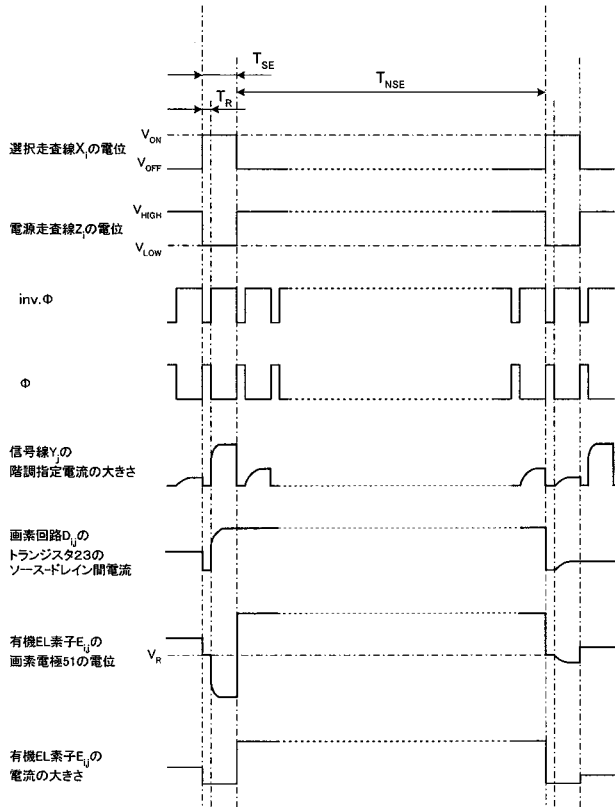 T_SE
T_NSE
T_R
選択走査線X_iの電位
V_ON
V_OFF
電源走査線Z_iの電位
V_HIGH
V_LOW
inv.Φ
Φ
信号線Y_jの
階調指定電流の大きさ
画素回路D_i,jの
トランジスタ23の
ソース-ドレイン間電流
有機EL素子E_i,jの
画素電極51の電位
V_R
有機EL素子E_i,jの
電流の大きさ